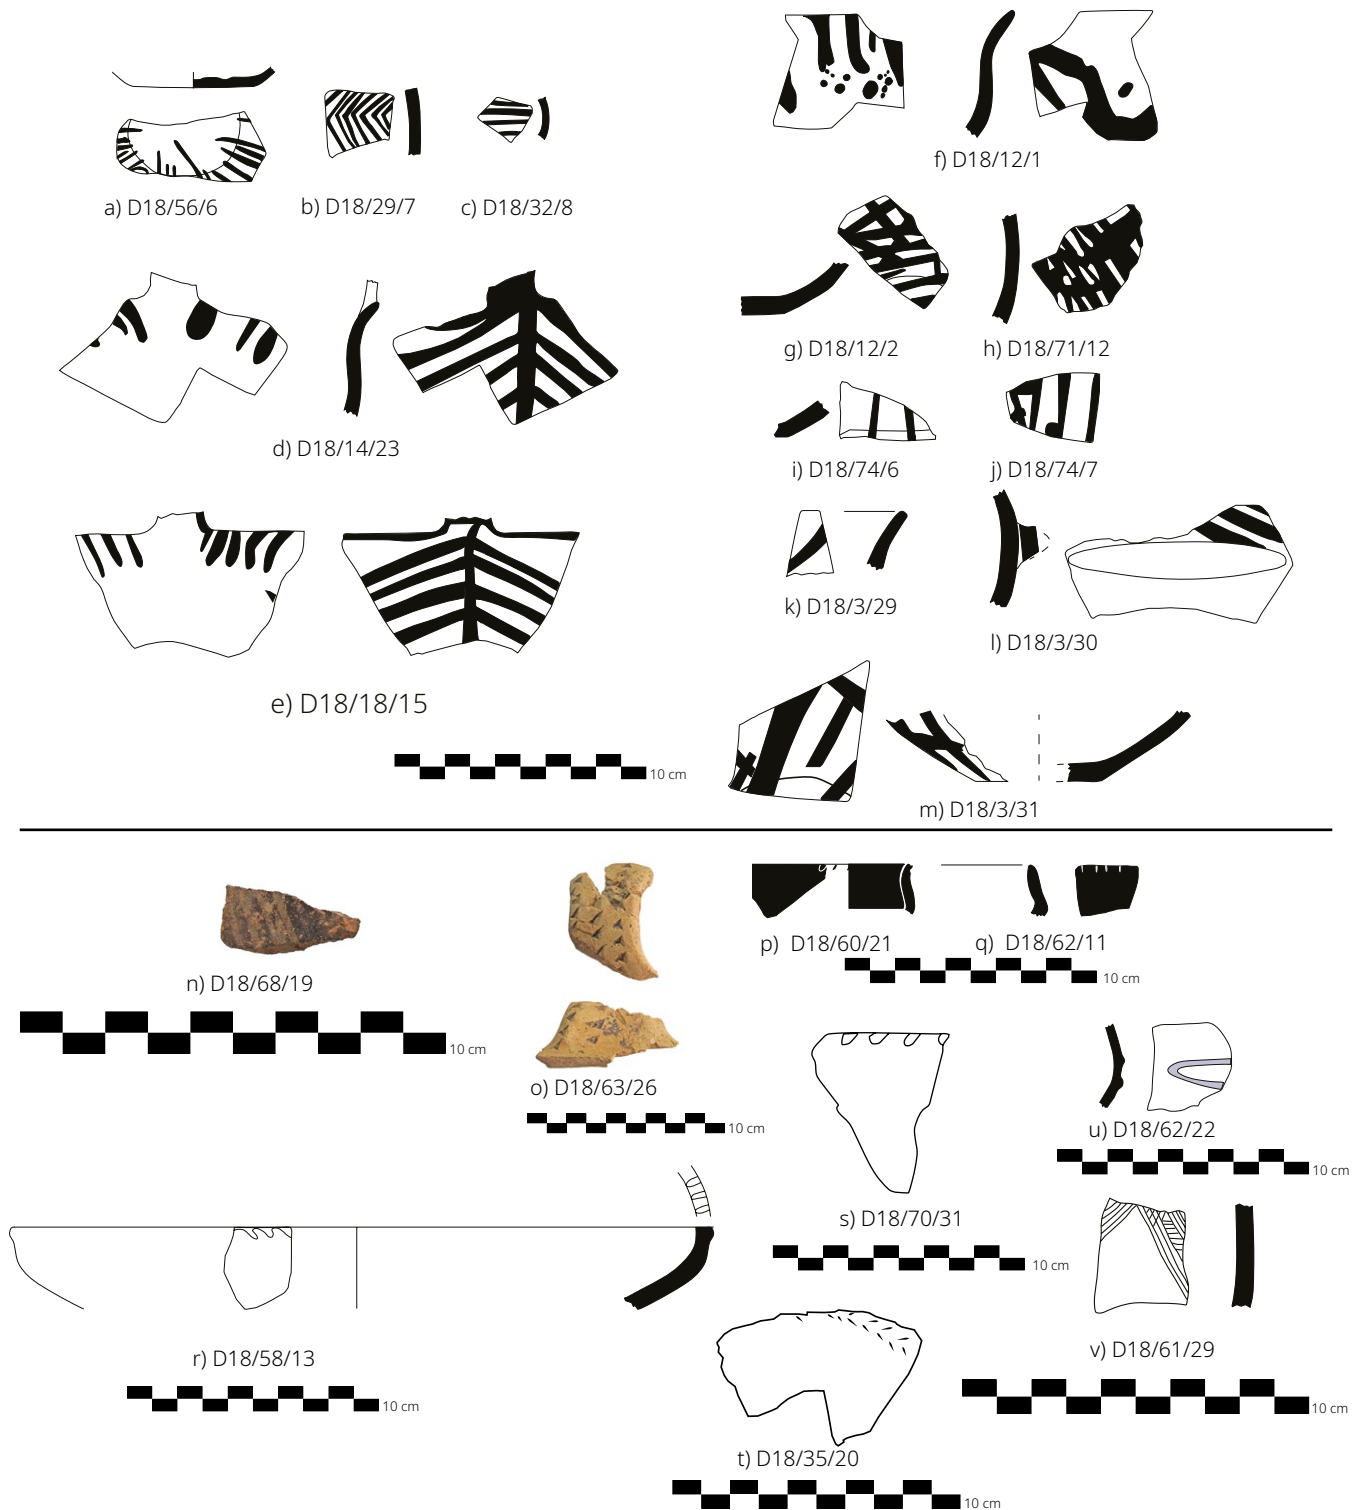 a) D18/56/6
b) D18/29/7
c) D18/32/8
d) D18/14/23
e) D18/18/15
10 cm
f) D18/12/1
g) D18/12/2
h) D18/71/12
i) D18/74/6
j) D18/74/7
k) D18/3/29
l) D18/3/30
m) D18/3/31
n) D18/68/19
10 cm
o) D18/63/26
10 cm
p) D18/60/21
q) D18/62/11
10 cm
r) D18/58/13
10 cm
s) D18/70/31
10 cm
t) D18/35/20
10 cm
u) D18/62/22
10 cm
v) D18/61/29
10 cm